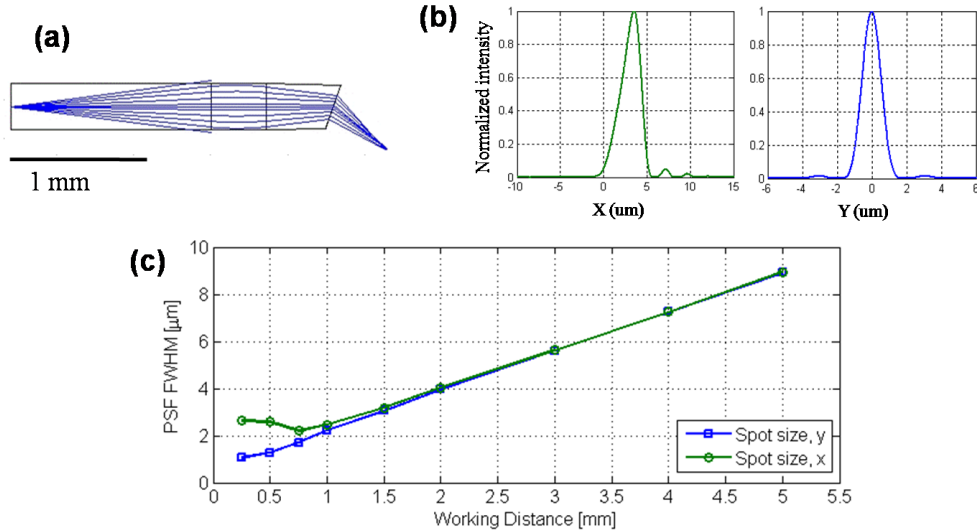 (a)
1 mm
(b)
Normalized intensity
1
0.8
0.6
0.4
0.2
0
-10 -5 0 5 10 15
X (um)
1
0.8
0.6
0.4
0.2
0
-6 -4 -2 0 2 4 6
Y (um)
(c)
PSF FWHM [μm]
10
8
6
4
2
0
0 0.5 1 1.5 2 2.5 3 3.5 4 4.5 5 5.5
Working Distance [mm]
Spot size, y
Spot size, x